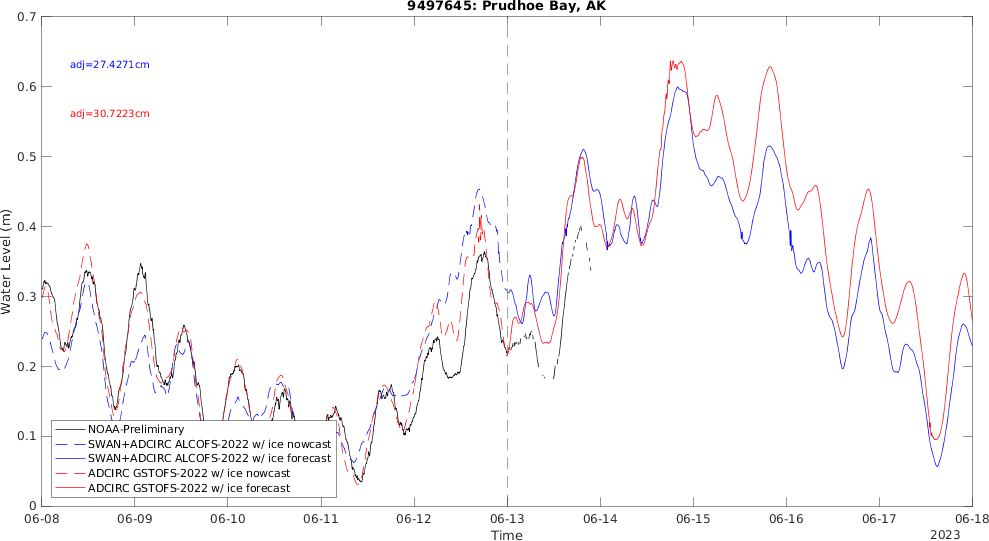 9497645: Prudhoe Bay, AK
0.7
0.6
0.5
0.4
0.3
0.2
0.1
0
Water Level (m)
adj=27.4271cm
adj=30.7223cm
NOAA-Preliminary
SWAN+ADCIRC ALCOFS-2022 w/ ice nowcast
SWAN+ADCIRC ALCOFS-2022 w/ ice forecast
ADCIRC GSTOFS-2022 w/ ice nowcast
ADCIRC GSTOFS-2022 w/ ice forecast
06-08 06-09 06-10 06-11 06-12 06-13 06-14 06-15 06-16 06-17 06-18
Time
2023